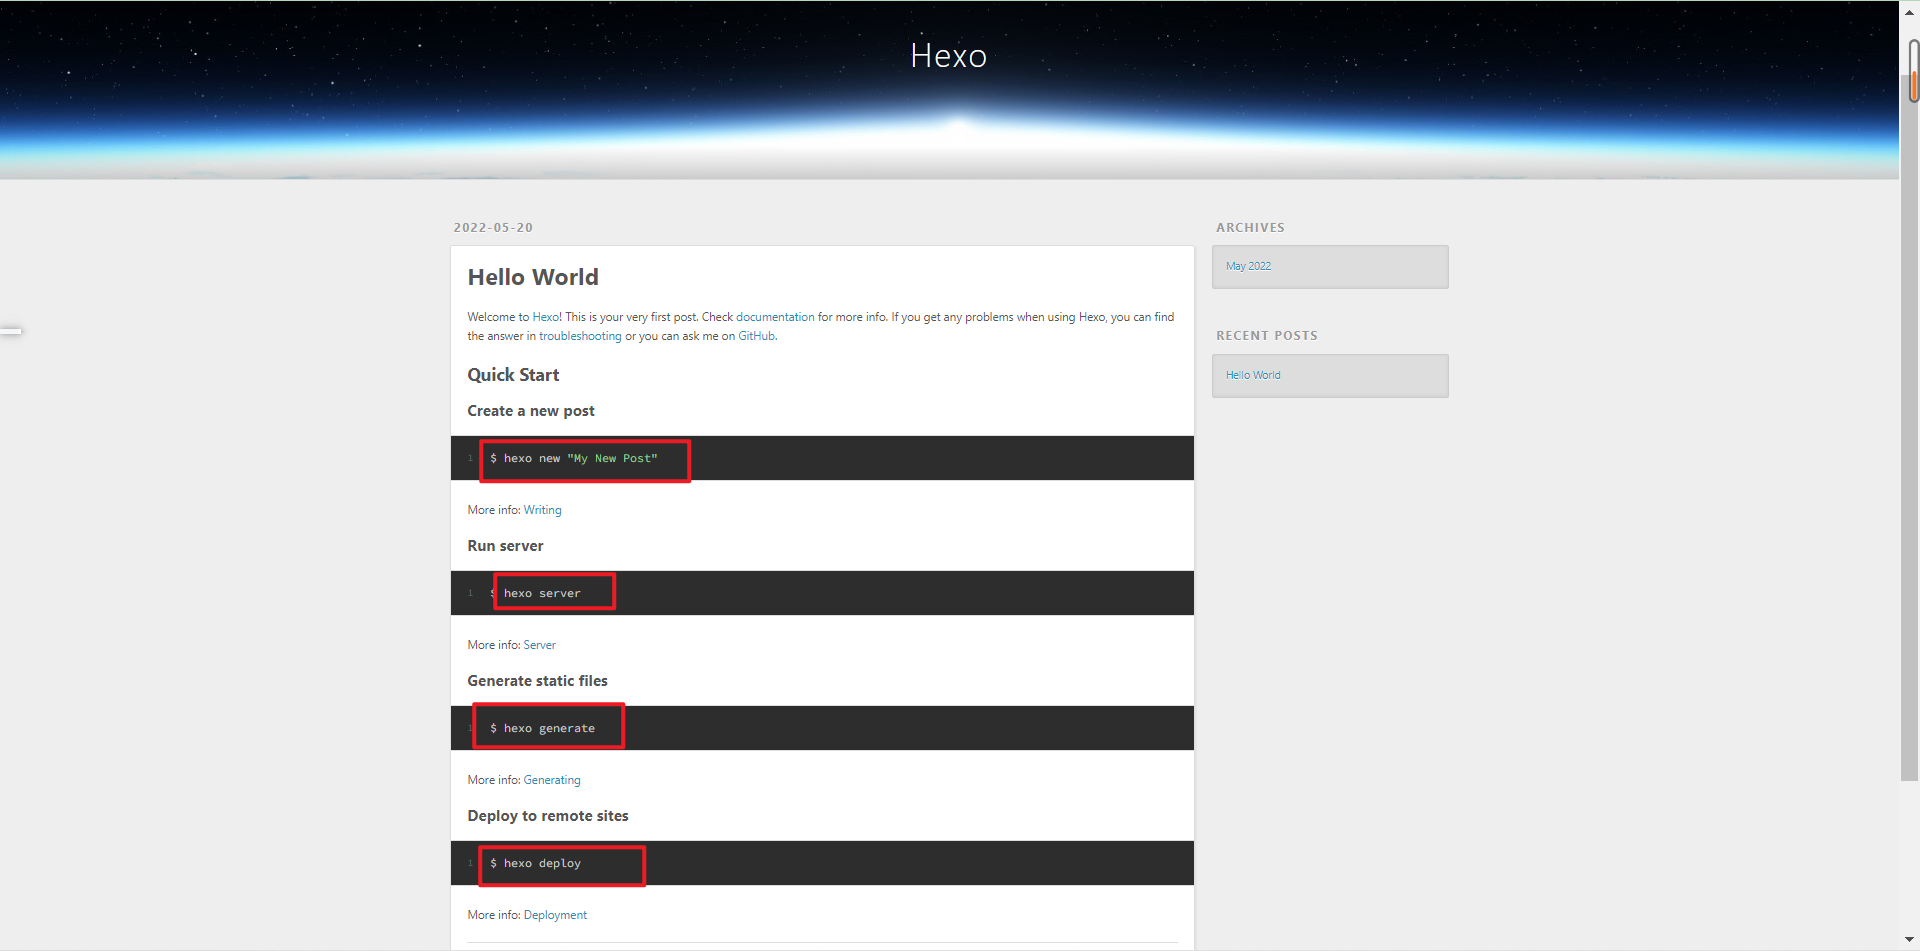 Hexo
2022-05-20
Hello World
Welcome to Hexo! This is your very first post. Check documentation for more info. If you get any problems when using Hexo, you can find
the answer in troubleshooting or you can ask me on GitHub.
Quick Start
Create a new post
1 $ hexo new "My New Post"
More info: Writing
Run server
1 $ hexo server
More info: Server
Generate static files
1 $ hexo generate
More info: Generating
Deploy to remote sites
1 $ hexo deploy
More info: Deployment
ARCHIVES
May 2022
RECENT POSTS
Hello World